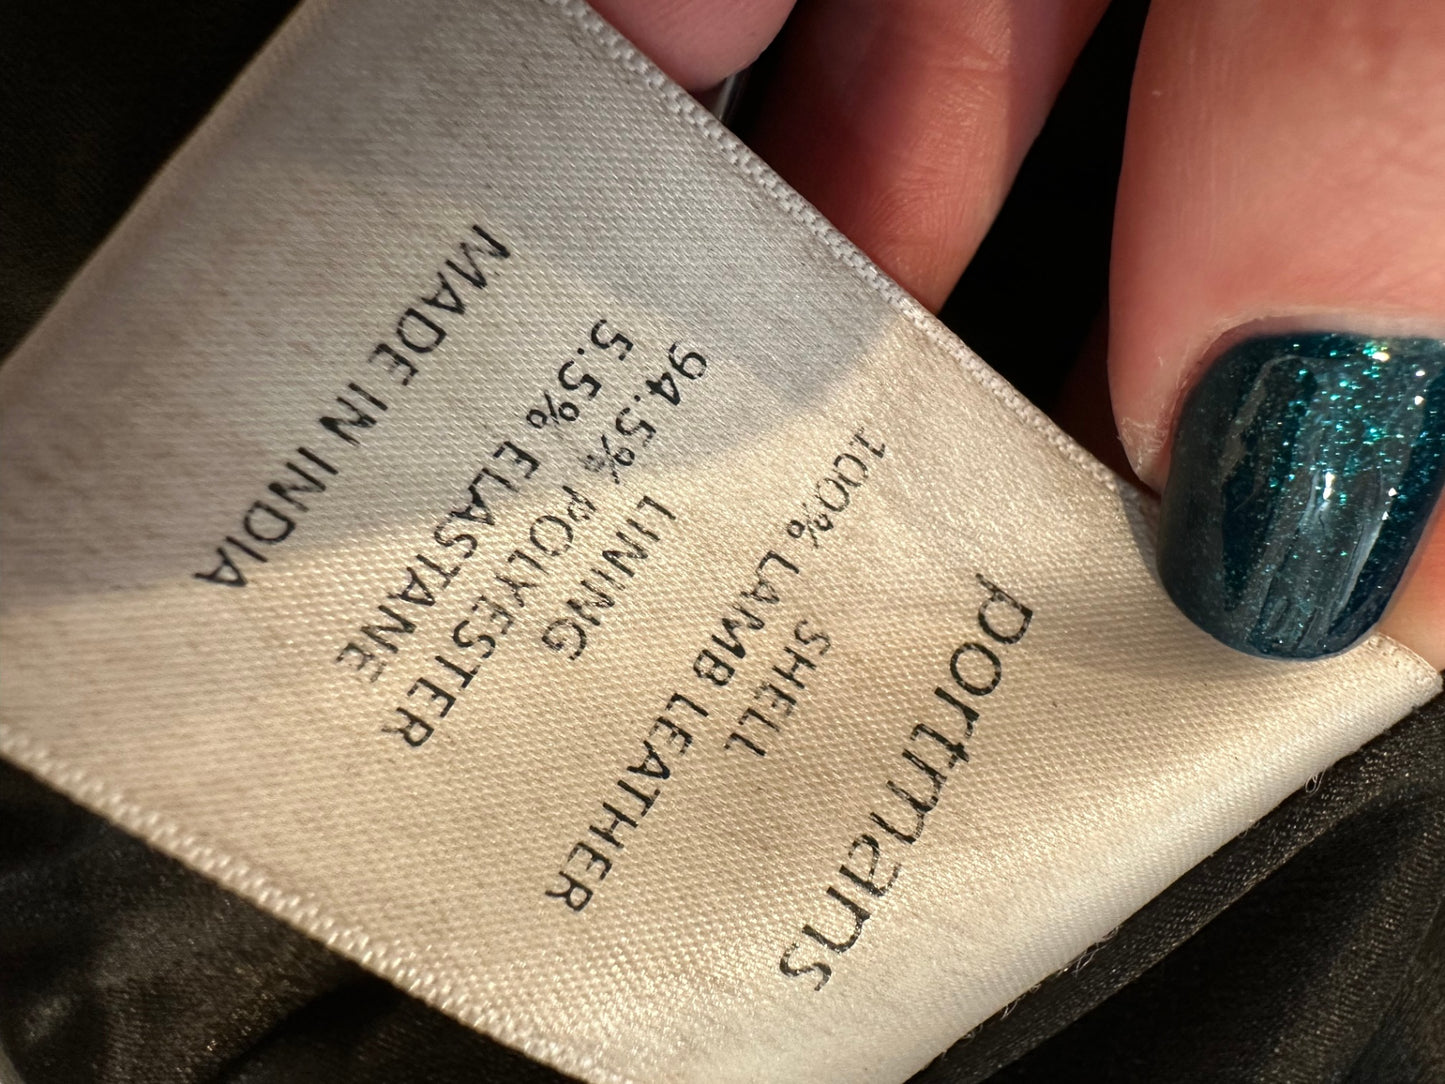 portmans
SHELL
100% LAMB LEATHER
LINING
94.5% POLYESTER
5.5% ELASTANE
MADE IN INDIA